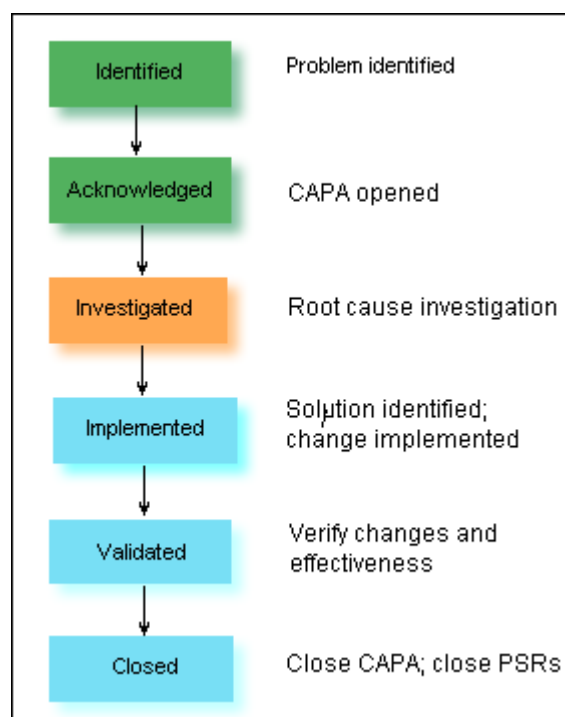 Identified
Problem identified
Acknowledged
CAPA opened
Investigated
Root cause investigation
Implemented
Solution identified;
change implemented
Validated
Verify changes and
effectiveness
Closed
Close CAPA; close PSRs